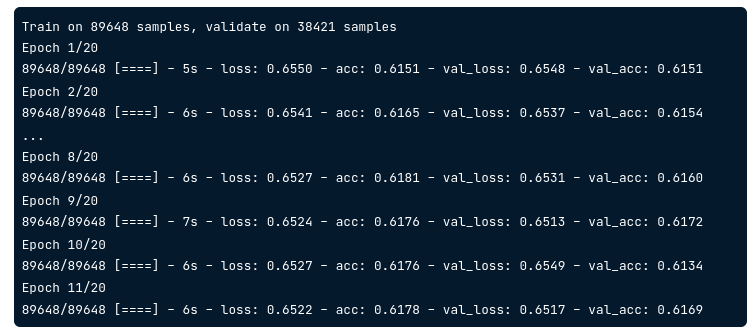 Train on 89648 samples, validate on 38421 samples
Epoch 1/20
89648/89648 [====] - 5s - loss: 0.6550 - acc: 0.6151 - val_loss: 0.6548 - val_acc: 0.6151
Epoch 2/20
89648/89648 [====] - 6s - loss: 0.6541 - acc: 0.6165 - val_loss: 0.6537 - val_acc: 0.6154
...
Epoch 8/20
89648/89648 [====] - 6s - loss: 0.6527 - acc: 0.6181 - val_loss: 0.6531 - val_acc: 0.6160
Epoch 9/20
89648/89648 [====] - 7s - loss: 0.6524 - acc: 0.6176 - val_loss: 0.6513 - val_acc: 0.6172
Epoch 10/20
89648/89648 [====] - 6s - loss: 0.6527 - acc: 0.6176 - val_loss: 0.6549 - val_acc: 0.6134
Epoch 11/20
89648/89648 [====] - 6s - loss: 0.6522 - acc: 0.6178 - val_loss: 0.6517 - val_acc: 0.6169